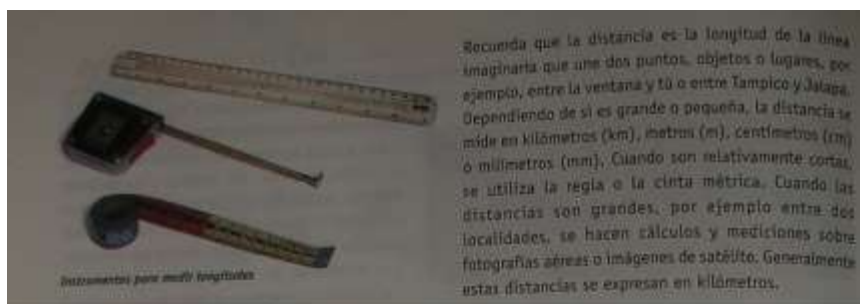 Recuerda que la distancia es la longitud de la línea
imaginaria que une dos puntos, objetos o lugares, por
ejemplo, entre la ventana y tú o entre Tampico y Jalapa.
Dependiendo de si es grande o pequeña, la distancia se
mide en kilómetros (km), metros (m), centímetros (cm)
o milímetros (mm). Cuando son relativamente cortas,
se utiliza la regla o la cinta métrica. Cuando las
distancias son grandes, por ejemplo entre dos
localidades, se hacen cálculos y mediciones sobre
fotografías aéreas o imágenes de satélite. Generalmente
estas distancias se expresan en kilómetros.
Instrumentos para medir longitudes